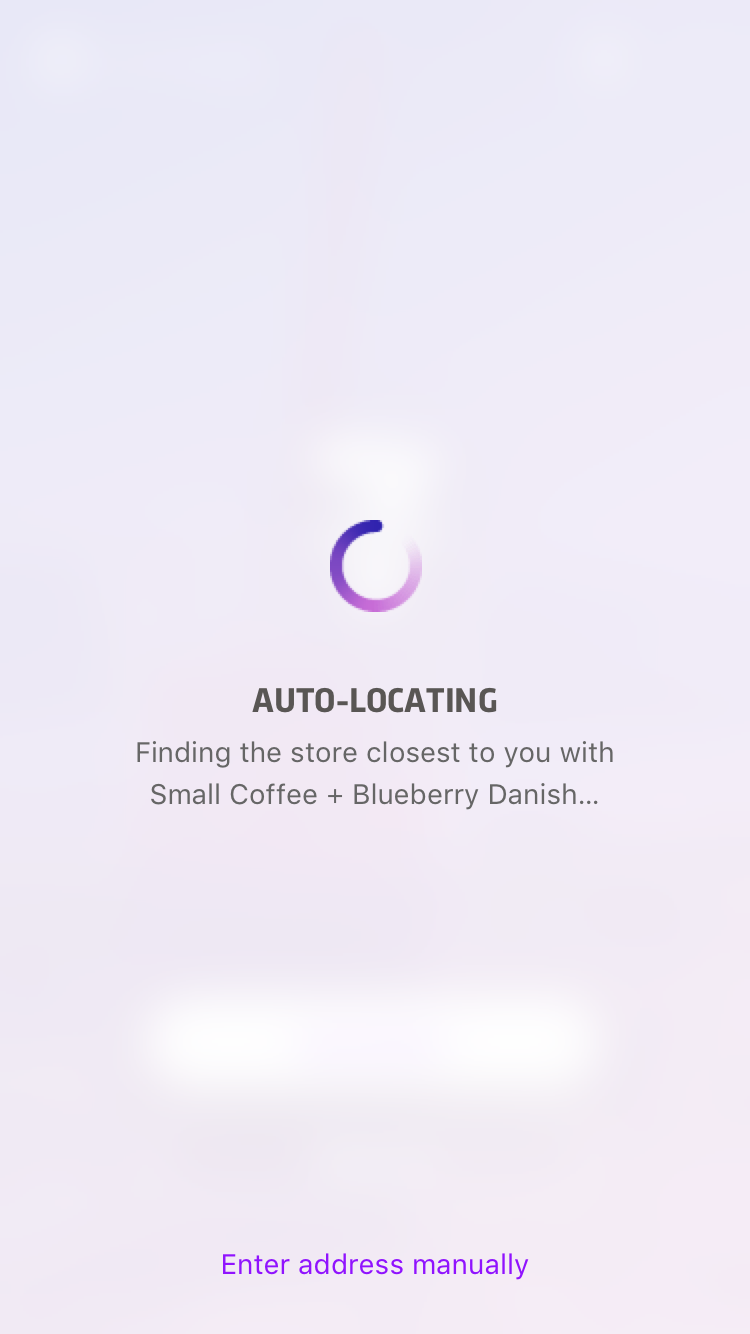 AUTO-LOCATING
Finding the store closest to you with
Small Coffee + Blueberry Danish...
Enter address manually